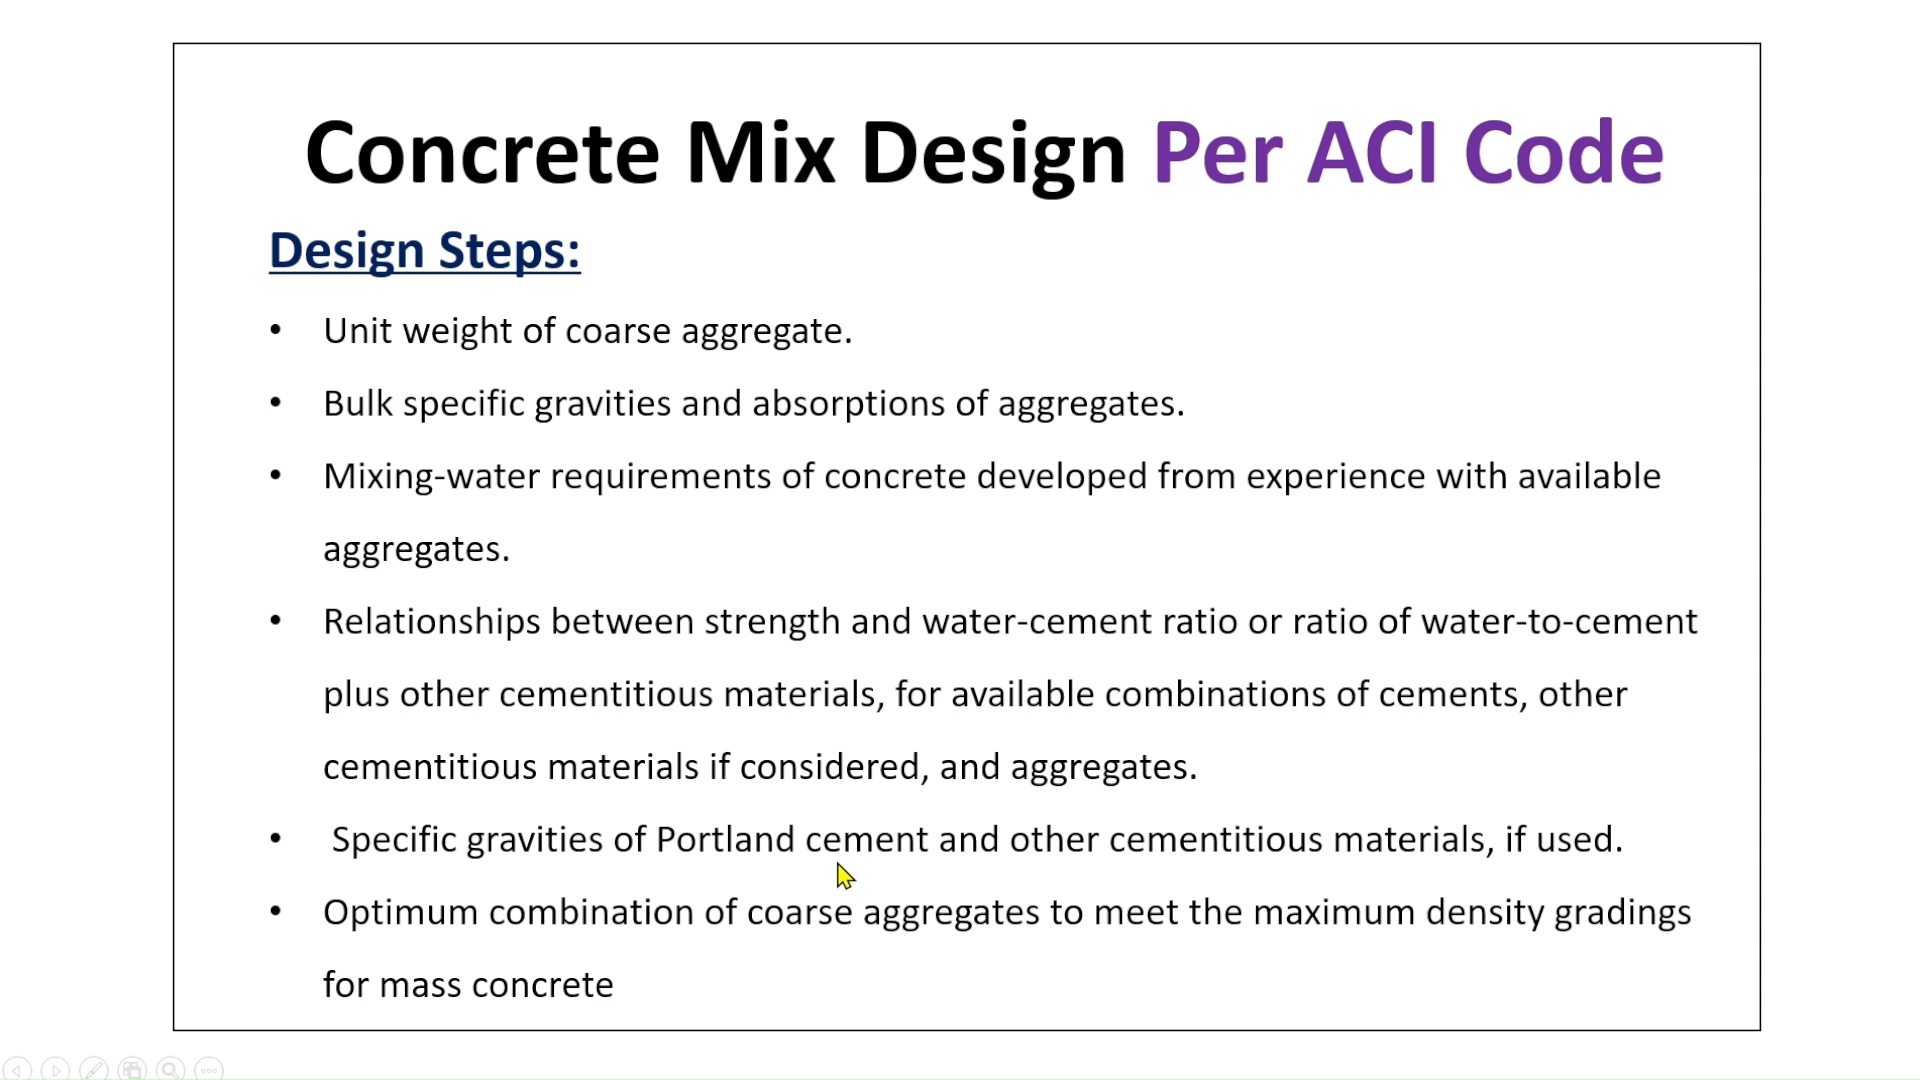 Concrete Mix Design Per ACI Code
Design Steps:
• Unit weight of coarse aggregate.
• Bulk specific gravities and absorptions of aggregates.
• Mixing-water requirements of concrete developed from experience with available
aggregates.
• Relationships between strength and water-cement ratio or ratio of water-to-cement
plus other cementitious materials, for available combinations of cements, other
cementitious materials if considered, and aggregates.
• Specific gravities of Portland cement and other cementitious materials, if used.
• Optimum combination of coarse aggregates to meet the maximum density gradings
for mass concrete